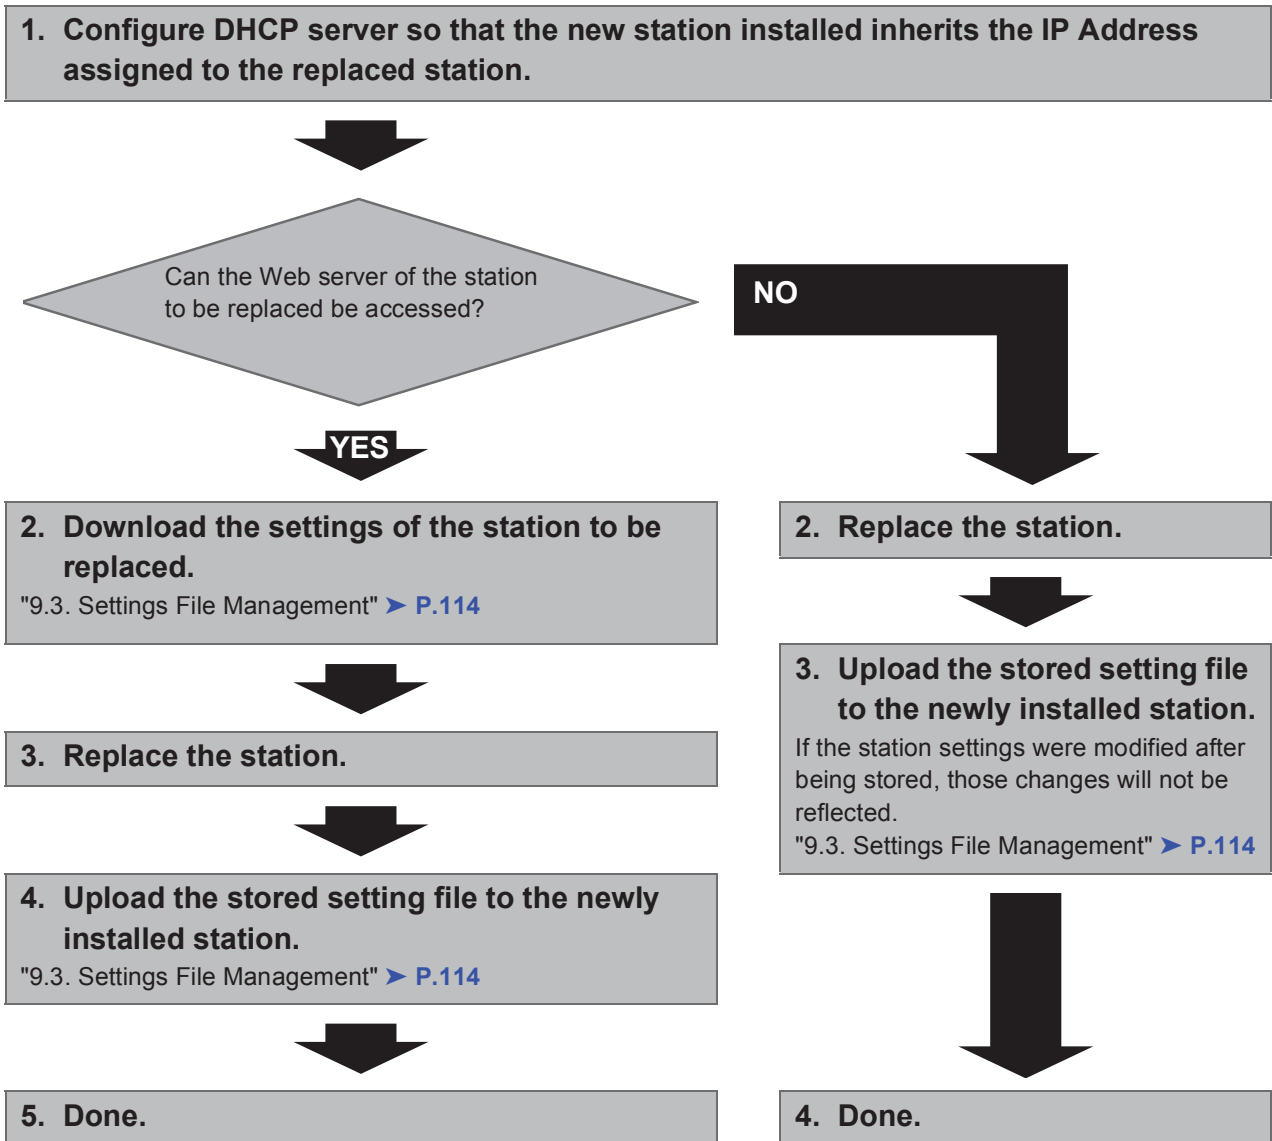 1. Configure DHCP server so that the new station installed inherits the IP Address
assigned to the replaced station.
Can the Web server of the station
to be replaced be accessed?
NO
YES
2. Download the settings of the station to be
replaced.
"9.3. Settings File Management" ➤ P.114
3. Replace the station.
4. Upload the stored setting file to the newly
installed station.
"9.3. Settings File Management" ➤ P.114
5. Done.
2. Replace the station.
3. Upload the stored setting file
to the newly installed station.
If the station settings were modified after
being stored, those changes will not be
reflected.
"9.3. Settings File Management" ➤ P.114
4. Done.